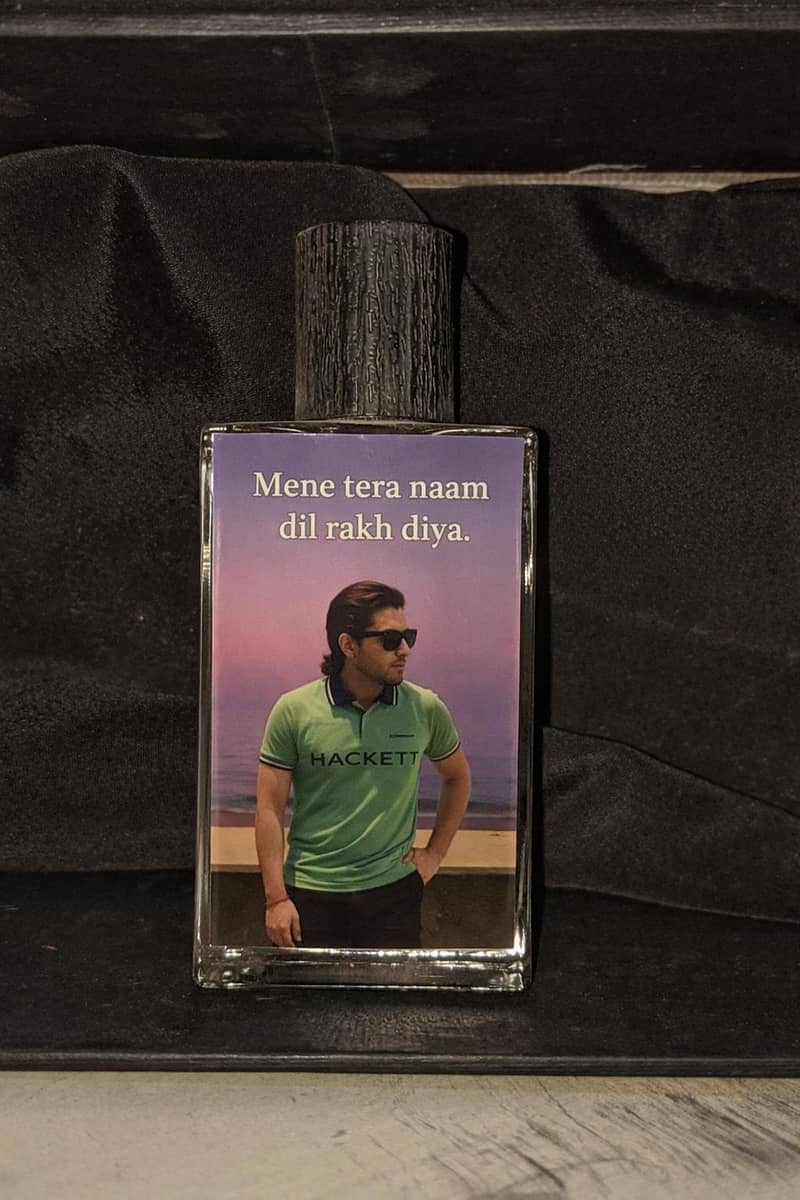 Mene tera naam
dil rakh diya.
HACKETT